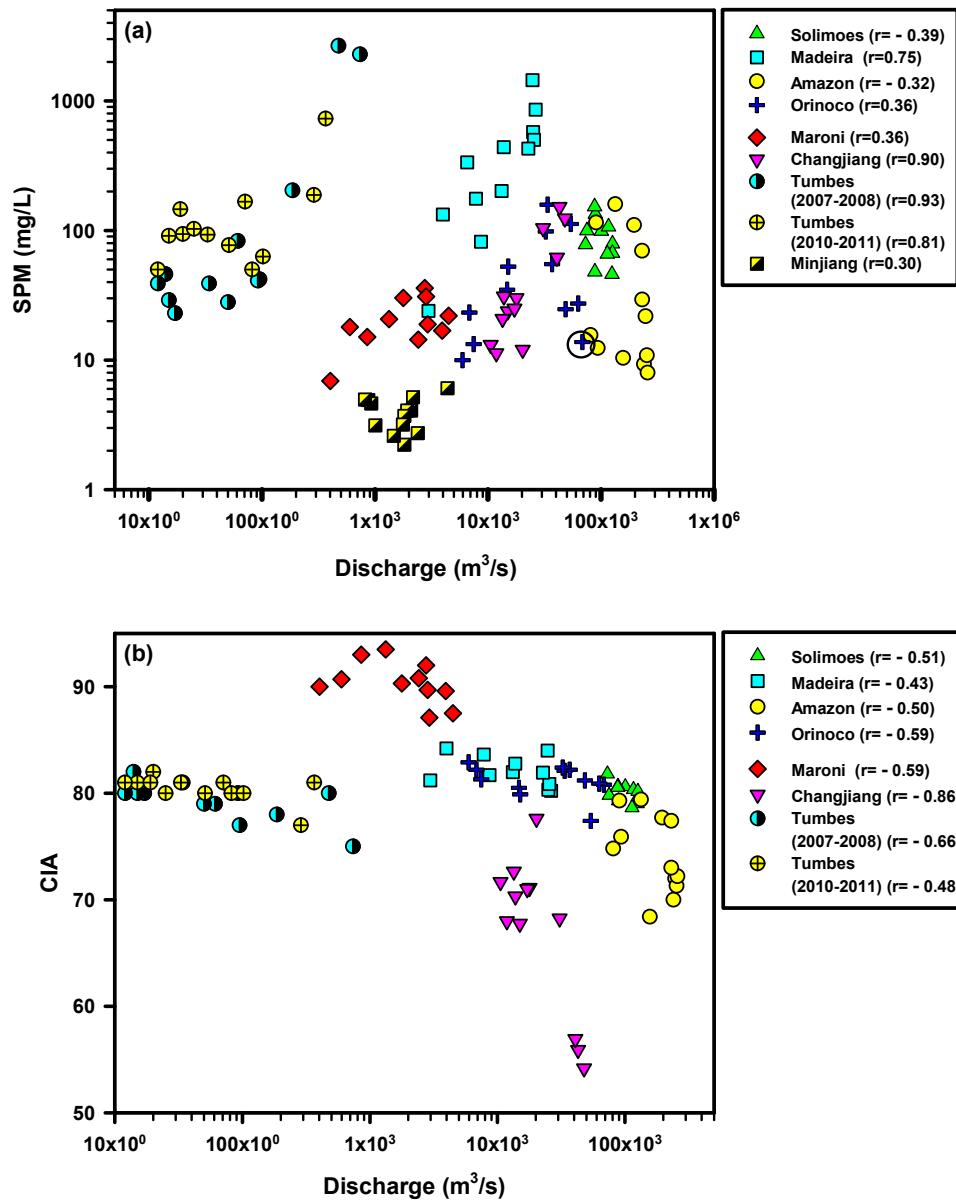 (a)
1000
100
10
1
SPM (mg/L)
10x10⁰ 100x10⁰ 1x10³ 10x10³ 100x10³ 1x10⁶
Discharge (m³/s)
Solimoes (r= - 0.39)
Madeira (r=0.75)
Amazon (r= - 0.32)
Orinoco (r=0.36)
Maroni (r=0.36)
Changjiang (r=0.90)
Tumbes
(2007-2008) (r=0.93)
Tumbes
(2010-2011) (r=0.81)
Minjiang (r=0.30)
(b)
90
80
70
60
50
CIA
10x10⁰ 100x10⁰ 1x10³ 10x10³ 100x10³
Discharge (m³/s)
Solimoes (r= - 0.51)
Madeira (r= - 0.43)
Amazon (r= - 0.50)
Orinoco (r= - 0.59)
Maroni (r= - 0.59)
Changjiang (r= - 0.86
Tumbes
(2007-2008) (r= - 0.66
Tumbes
(2010-2011) (r= - 0.48